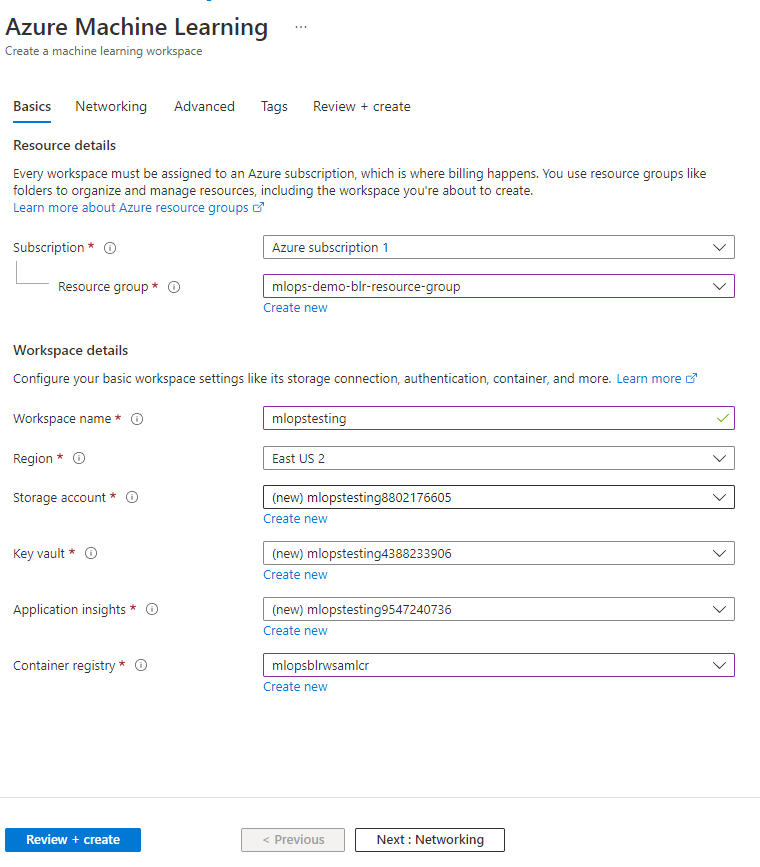 Azure Machine Learning ...
Create a machine learning workspace
Basics Networking Advanced Tags Review + create
Resource details
Every workspace must be assigned to an Azure subscription, which is where billing happens. You use resource groups like
folders to organize and manage resources, including the workspace you're about to create.
Learn more about Azure resource groups
Subscription * Azure subscription 1
Resource group * mlops-demo-blr-resource-group
Create new
Workspace details
Configure your basic workspace settings like its storage connection, authentication, container, and more. Learn more
Workspace name * mlopstesting
Region * East US 2
Storage account * (new) mlopstesting8802176605
Create new
Key vault * (new) mlopstesting4388233906
Create new
Application insights * (new) mlopstesting9547240736
Create new
Container registry * mlopsblrwsamlcr
Create new
Review + create < Previous Next : Networking